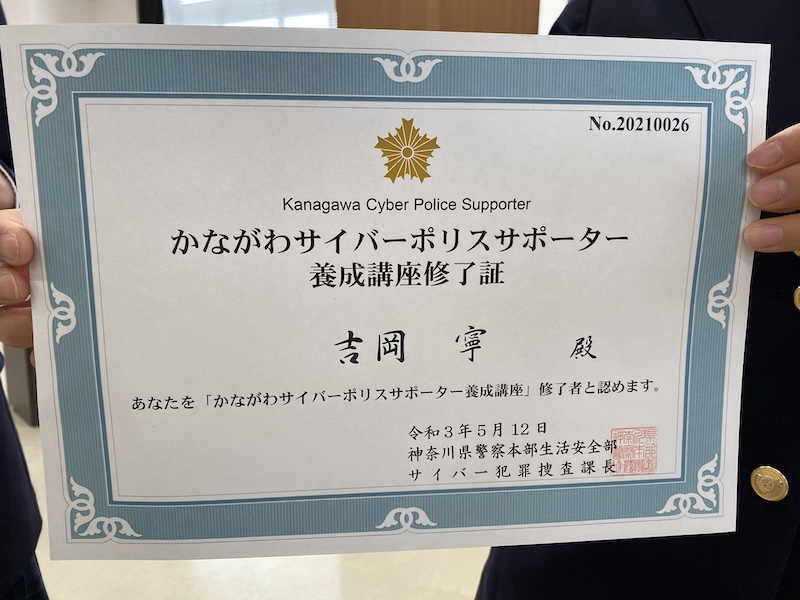 No.20210026
Kanagawa Cyber Police Supporter
かながわサイバーポリスサポーター
養成講座修了証
吉岡 寧 殿
あなたを「かながわサイバーポリスサポーター養成講座」修了者と認めます。
令和3年5月12日
神奈川県警察本部生活安全部
サイバー犯罪捜査課長